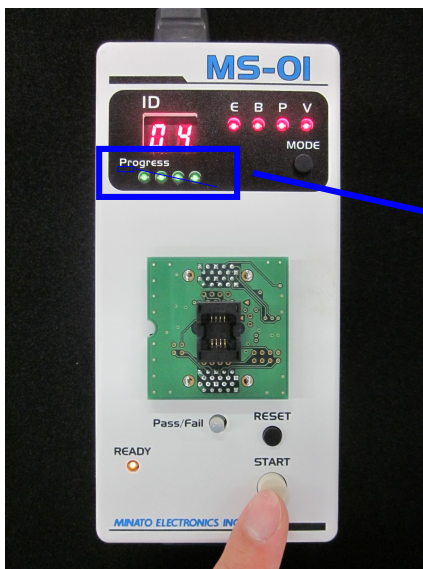 MS-01
ID
E B P V
04
MODE
Progress
Pass/Fail
RESET
READY
START
MINATO ELECTRONICS INC